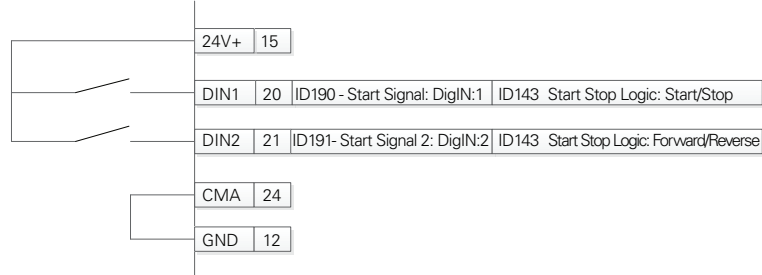 24V+ 15
DIN1 20 ID190 - Start Signal: DigIN:1 ID143 Start Stop Logic: Start/Stop
DIN2 21 ID191- Start Signal 2: DigIN:2 ID143 Start Stop Logic: Forward/Reverse
CMA 24
GND 12